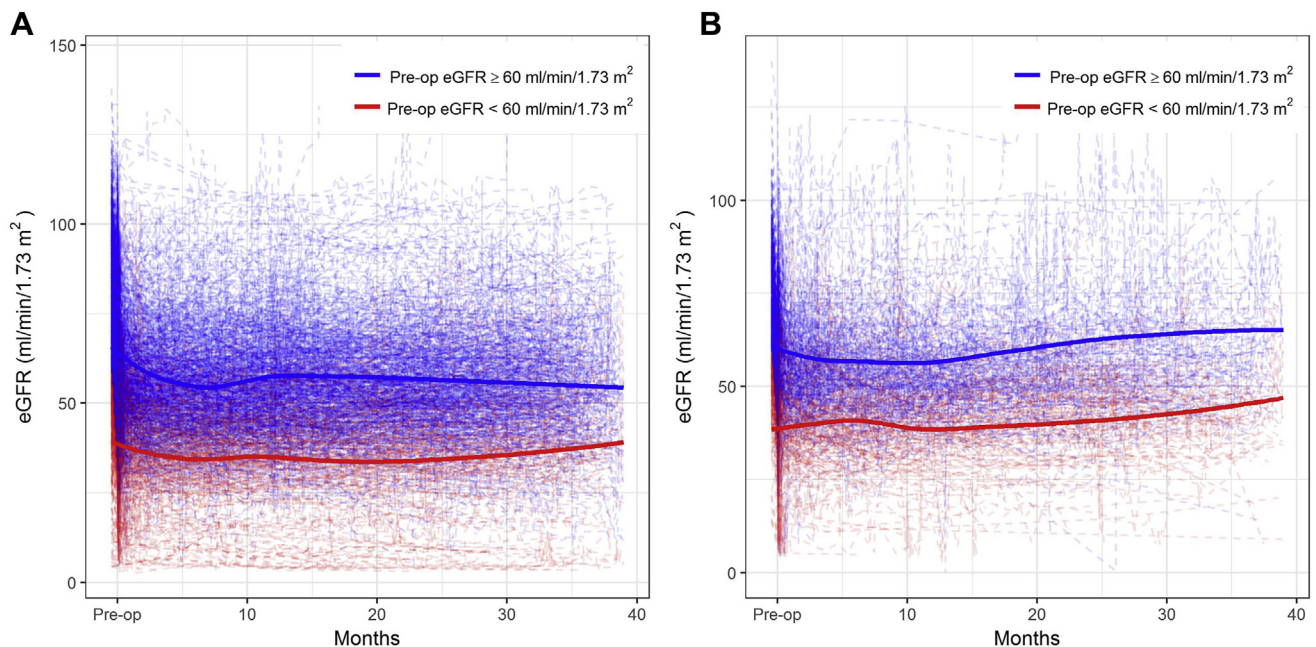 A
B
150
100
50
0
eGFR (ml/min/1.73 m²)
Pre-op eGFR ≥ 60 ml/min/1.73 m²
Pre-op eGFR < 60 ml/min/1.73 m²
Pre-op 10 20 30 40
Months
100
50
0
eGFR (ml/min/1.73 m²)
Pre-op eGFR ≥ 60 ml/min/1.73 m²
Pre-op eGFR < 60 ml/min/1.73 m²
Pre-op 10 20 30 40
Months